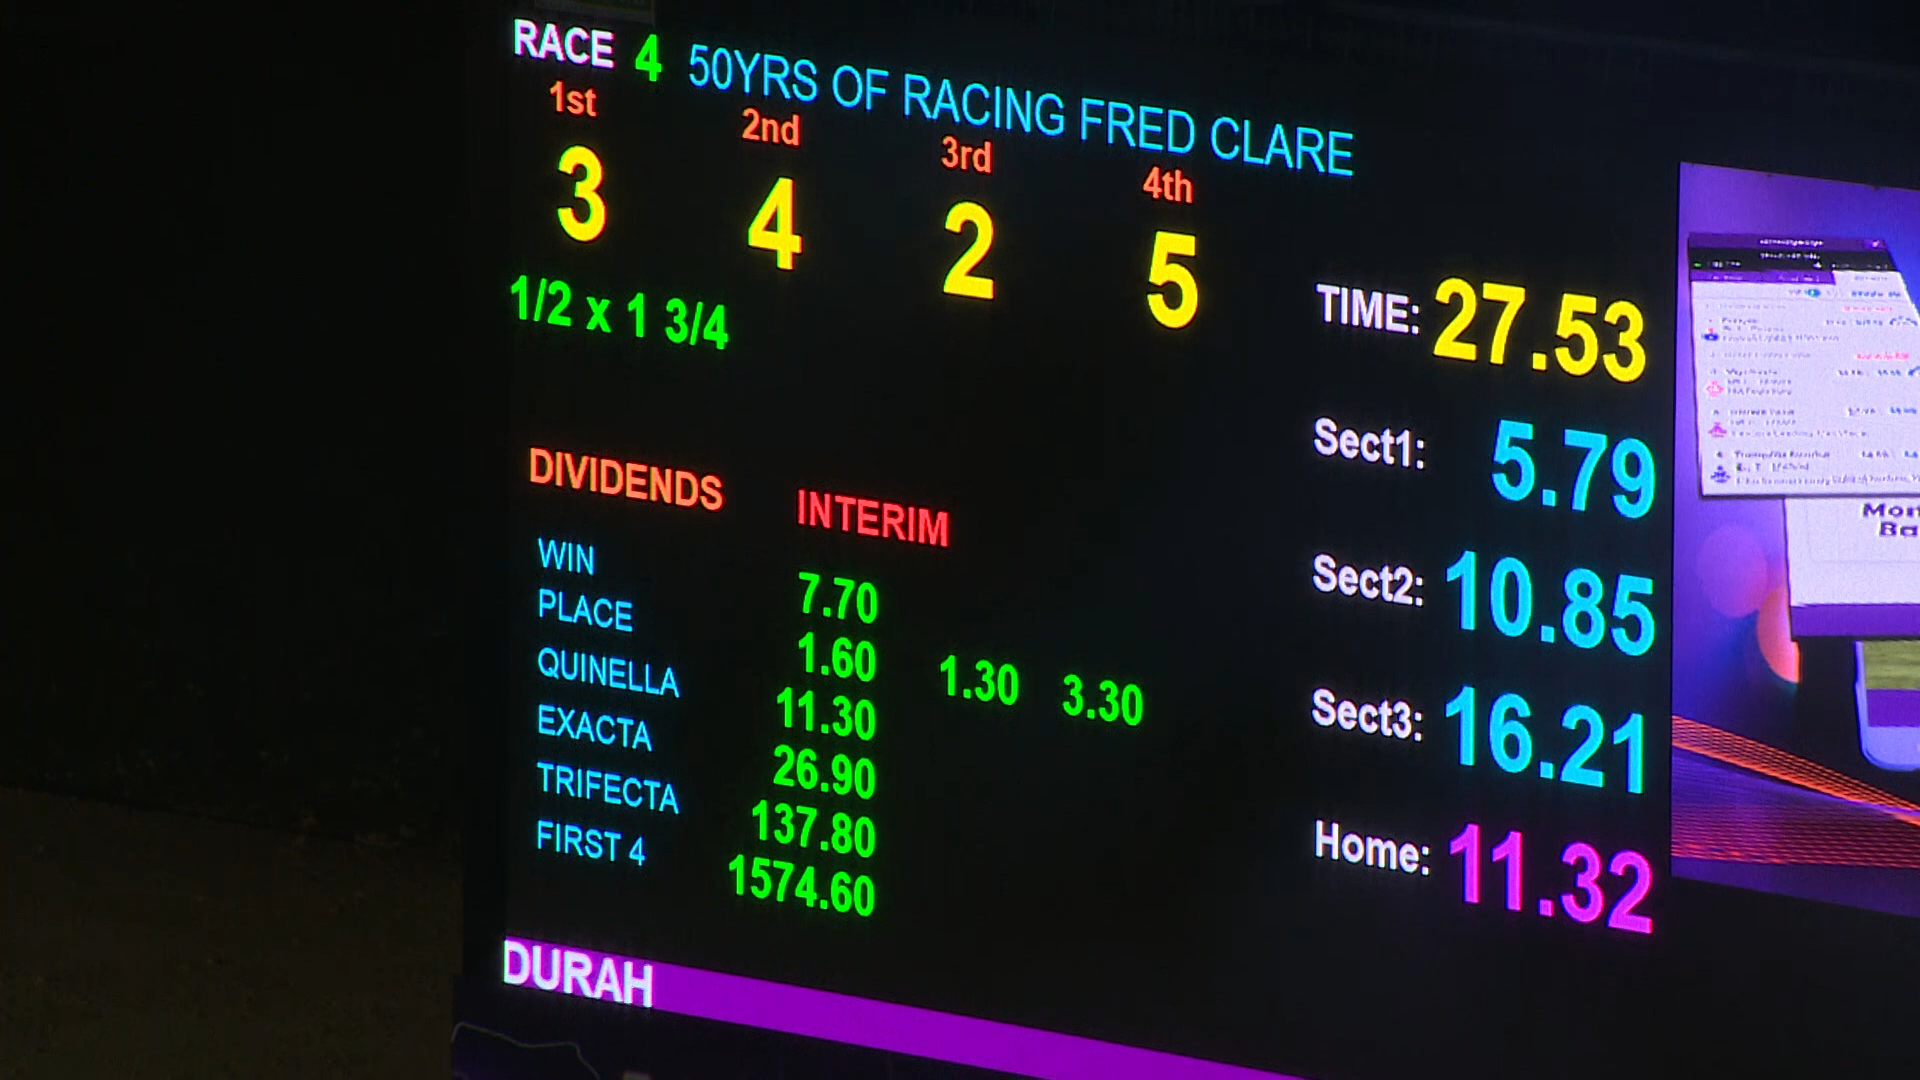 RACE 4 50YRS OF RACING FRED CLARE
1st 2nd 3rd 4th
3 4 2 5
1/2 x 1 3/4
TIME: 27.53
Sect1: 5.79
Sect2: 10.85
Sect3: 16.21
Home: 11.32
DIVIDENDS INTERIM
WIN 7.70
PLACE 1.60 1.30 3.30
QUINELLA 11.30
EXACTA 26.90
TRIFECTA 137.80
FIRST 4 1574.60
DURAH